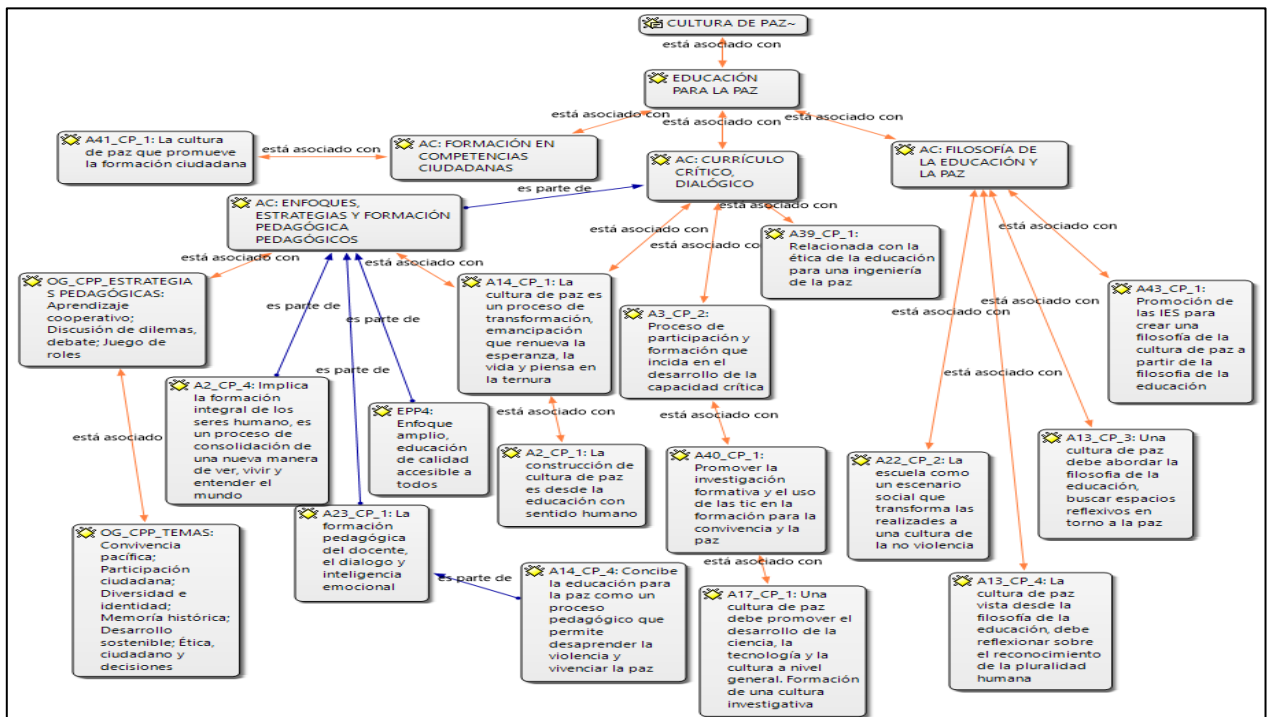 CULTURA DE PAZ~
está asociado con
EDUCACIÓN
PARA LA PAZ
está asociado con
está asociado con
está asociado con
A41_CP_1: La cultura
de paz que promueve
la formación ciudadana
está asociado con
AC: FORMACIÓN EN
COMPETENCIAS
CIUDADANAS
AC: CURRÍCULO
CRÍTICO,
DIALÓGICO
AC: FILOSOFÍA DE
LA EDUCACIÓN Y
LA PAZ
es parte de
AC: ENFOQUES,
ESTRATEGIAS Y FORMACIÓN
PEDAGÓGICA
PEDAGÓGICOS
está asociado con
está asociado con
está asociado con
A39_CP_1:
Relacionada con la
ética de la educación
para una ingeniería
de la paz
está asociado con
está asociado con
OG_CPP_ESTRATEGIA
S PEDAGÓGICAS:
Aprendizaje
cooperativo;
Discusión de dilemas,
debate; Juego de
roles
es parte de
es parte de
es parte de
A14_CP_1: La
cultura de paz es
un proceso de
transformación,
emancipación
que renueva la
esperanza, la
vida y piensa en
la ternura
A3_CP_2:
Proceso de
participación y
formación que
incida en el
desarrollo de la
capacidad crítica
está asociado con
está asociado con
está asociado con
está asociado con
A43_CP_1:
Promoción de
las IES para
crear una
filosofía de la
cultura de paz a
partir de la
filosofia de la
educación
A2_CP_4: Implica
la formación
integral de los
seres humano, es
un proceso de
consolidación de
una nueva manera
de ver, vivir y
entender el
mundo
EPP4:
Enfoque
amplio,
educación
de calidad
accesible a
todos
está asociado con
está asociado con
está asociado
A2_CP_1: La
construcción de
cultura de paz
es desde la
educación con
sentido humano
A40_CP_1:
Promover la
investigación
formativa y el uso
de las tic en la
formación para la
convivencia y la
paz
A22_CP_2: La
escuela como
un escenario
social que
transforma las
realidades a
una cultura de
la no violencia
A13_CP_3: Una
cultura de paz
debe abordar la
filosofia de la
educación,
buscar espacios
reflexivos en
torno a la paz
A23_CP_1: La
formación
pedagógica
del docente,
el dialogo y
inteligencia
emocional
OG_CPP_TEMAS:
Convivencia
pacífica;
Participación
ciudadana;
Diversidad e
identidad;
Memoria histórica;
Desarrollo
sostenible; Ética,
ciudadano y
decisiones
es parte de
A14_CP_4: Concibe
la educación para
la paz como un
proceso
pedagógico que
permite
desaprender la
violencia y
vivenciar la paz
está asociado con
A17_CP_1: Una
cultura de paz
debe promover el
desarrollo de la
ciencia, la
tecnología y la
cultura a nivel
general. Formación
de una cultura
investigativa
A13_CP_4: La
cultura de paz
vista desde la
filosofía de la
educación, debe
reflexionar sobre
el reconocimiento
de la pluralidad
humana